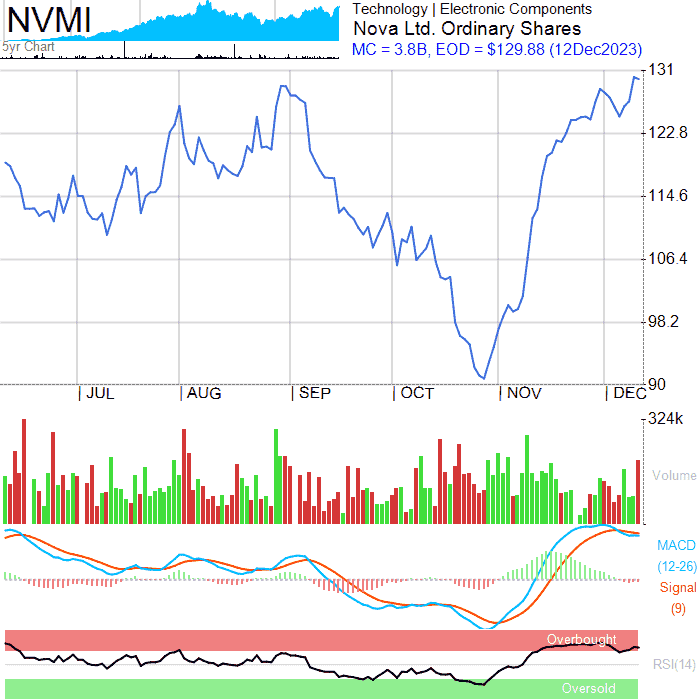 NVMI
5yr Chart
Technology | Electronic Components
Nova Ltd. Ordinary Shares
MC = 3.8B, EOD = $129.88 (12Dec2023)
131
122.8
114.6
106.4
98.2
90
JUL AUG SEP OCT NOV DEC
324k
Volume
MACD
(12-26)
Signal
(9)
Overbought
RSI(14)
Oversold